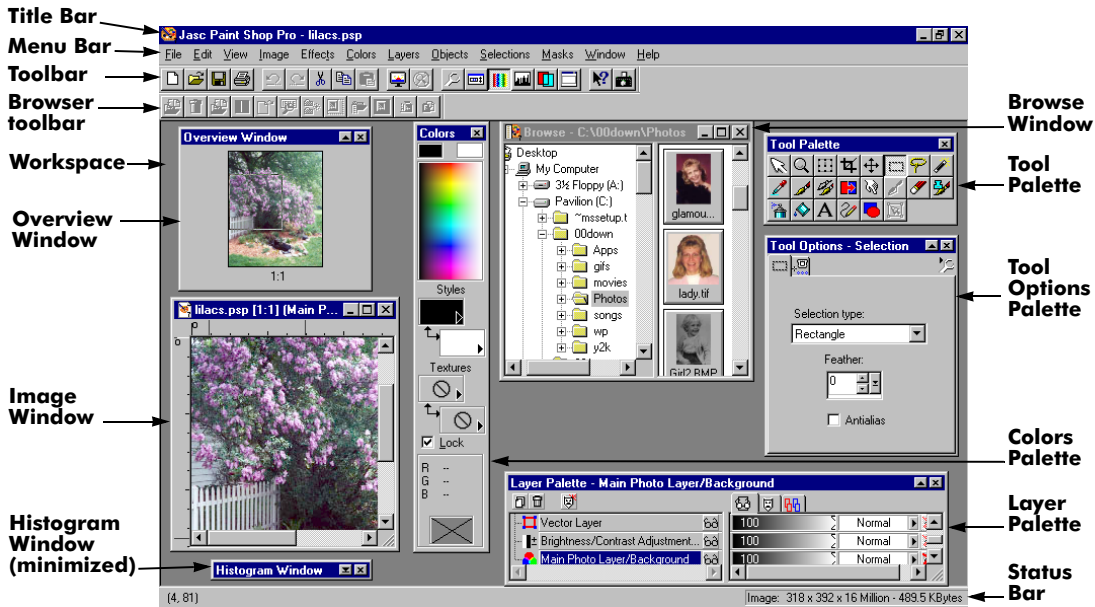 Title Bar
Menu Bar
Toolbar
Browser
toolbar
Workspace
Overview
Window
Image
Window
Histogram
Window
(minimized)
Jasc Paint Shop Pro - lilacs.psp
File Edit View Image Effects Colors Layers Objects Selections Masks Window Help
Overview Window
1:1
lilacs.psp [1:1] (Main P...
Histogram Window
(4, 81)
Colors
Styles
Textures
Lock
R --
G --
B --
Browse - C:\00down\Photos
Desktop
My Computer
3½ Floppy (A:)
Pavilion (C:)
~mssetup.t
00down
Apps
gifs
movies
Photos
songs
wp
y2k
glamou...
lady.tif
Girl2.BMP
Tool Palette
A
Tool Options - Selection
Selection type:
Rectangle
Feather:
0
Antialias
Layer Palette - Main Photo Layer/Background
Vector Layer
100 Normal
Brightness/Contrast Adjustment...
100 Normal
Main Photo Layer/Background
100 Normal
Image: 318 x 392 x 16 Million - 489.5 KBytes
Browse
Window
Tool
Palette
Tool
Options
Palette
Colors
Palette
Layer
Palette
Status
Bar